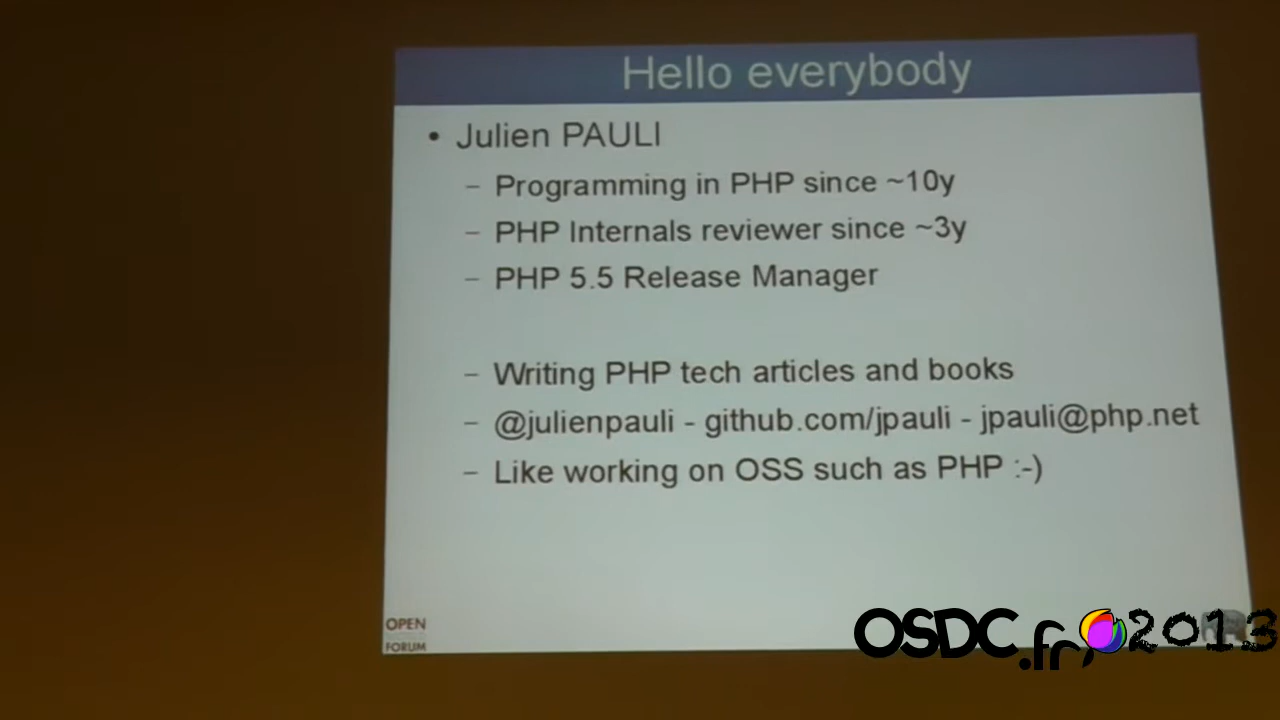 Hello everybody
• Julien PAULI
– Programming in PHP since ~10y
– PHP Internals reviewer since ~3y
– PHP 5.5 Release Manager
– Writing PHP tech articles and books
– @julienpauli - github.com/jpauli - jpauli@php.net
– Like working on OSS such as PHP :-)
OPEN
FORUM
OSDC.fr 2013